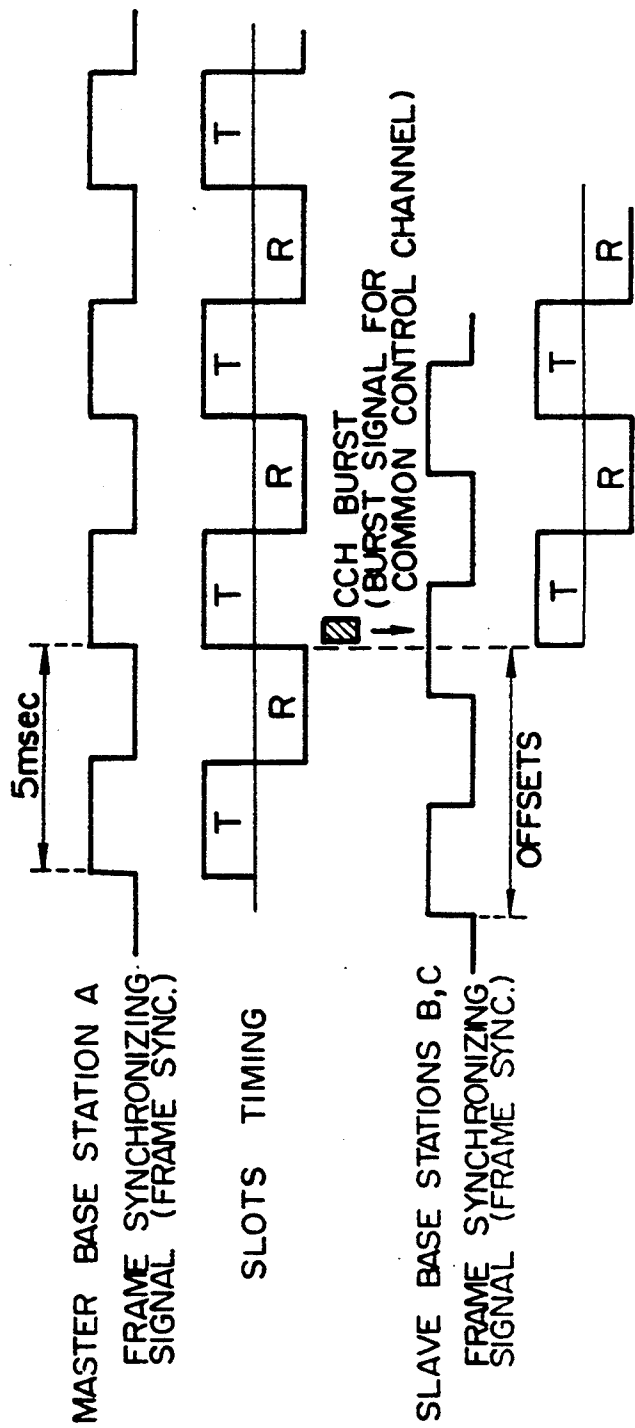 MASTER BASE STATION A
FRAME SYNCHRONIZING
SIGNAL (FRAME SYNC.)
5msec
SLOTS TIMING
T
R
T
R
T
R
T
CCH BURST
(BURST SIGNAL FOR
COMMON CONTROL CHANNEL)
SLAVE BASE STATIONS B,C
FRAME SYNCHRONIZING
SIGNAL (FRAME SYNC.)
OFFSETS
T
R
T
R